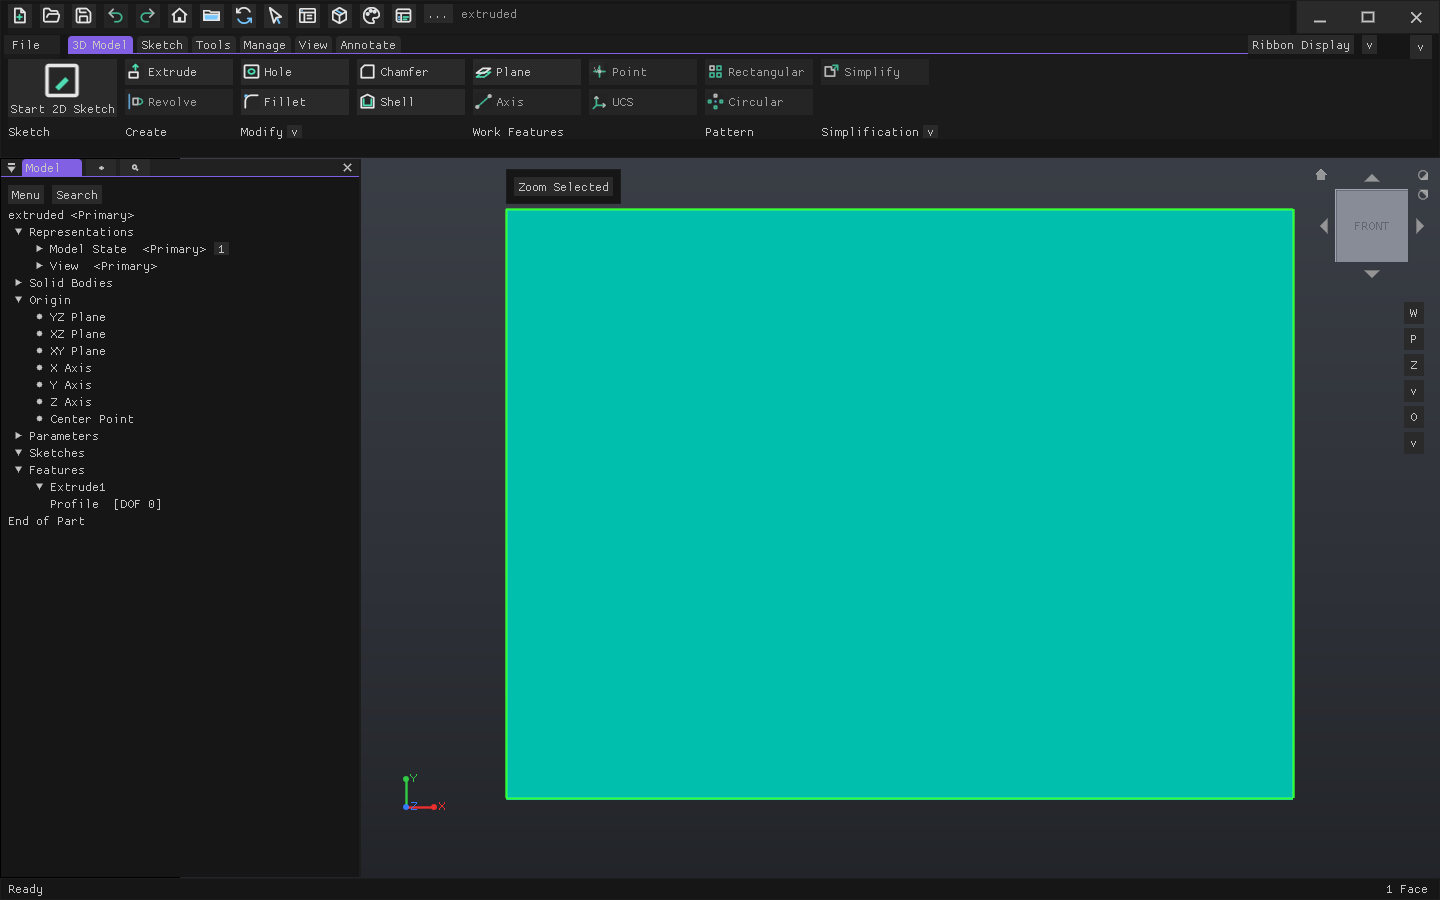 ... extruded
File 3D Model Sketch Tools Manage View Annotate Ribbon Display v v
Start 2D Sketch
Extrude Hole Chamfer Plane Point Rectangular Simplify
Revolve Fillet Shell Axis UCS Circular
Sketch Create Modify v Work Features Pattern Simplification v
Model
Menu Search
extruded <Primary>
Representations
Model State <Primary> 1
View <Primary>
Solid Bodies
Origin
YZ Plane
XZ Plane
XY Plane
X Axis
Y Axis
Z Axis
Center Point
Parameters
Sketches
Features
Extrude1
Profile [DOF 0]
End of Part
Zoom Selected
FRONT
W
P
Z
v
O
v
Y
Z X
Ready 1 Face